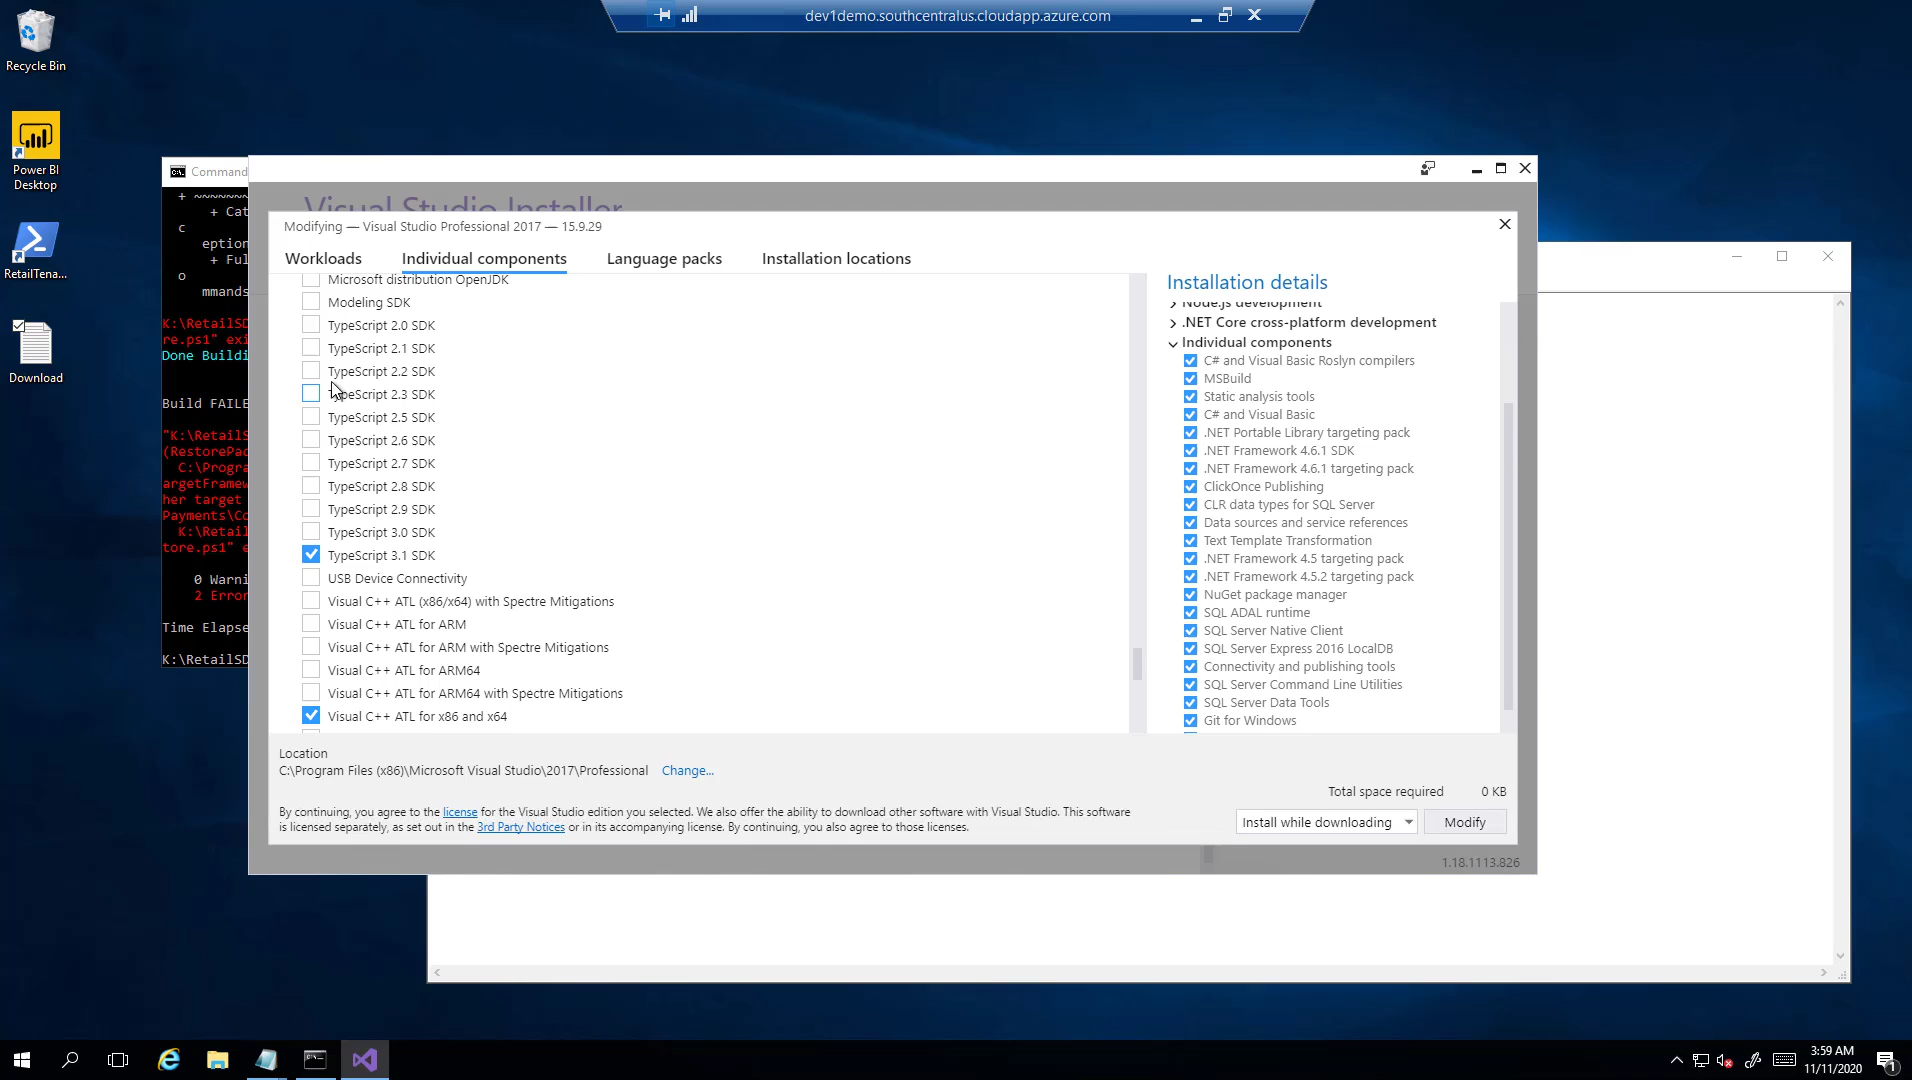 dev1demo.southcentralus.cloudapp.azure.com
Recycle Bin
Power BI
Desktop
RetailTena...
Download
Command
+ ~~~~~~~
+ Cat
c
eption
+ Ful
o
mmands
K:\RetailSD
re.ps1" exi
Done Buildi
Build FAILE
"K:\RetailS
(RestorePac
C:\Progra
argetFramew
her target
Payments\Co
K:\Retail
tore.ps1" e
0 Warni
2 Error
Time Elapse
K:\RetailSD
Visual Studio Installer
Modifying — Visual Studio Professional 2017 — 15.9.29
Workloads
Individual components
Language packs
Installation locations
Microsoft distribution OpenJDK
Modeling SDK
TypeScript 2.0 SDK
TypeScript 2.1 SDK
TypeScript 2.2 SDK
TypeScript 2.3 SDK
TypeScript 2.5 SDK
TypeScript 2.6 SDK
TypeScript 2.7 SDK
TypeScript 2.8 SDK
TypeScript 2.9 SDK
TypeScript 3.0 SDK
TypeScript 3.1 SDK
USB Device Connectivity
Visual C++ ATL (x86/x64) with Spectre Mitigations
Visual C++ ATL for ARM
Visual C++ ATL for ARM with Spectre Mitigations
Visual C++ ATL for ARM64
Visual C++ ATL for ARM64 with Spectre Mitigations
Visual C++ ATL for x86 and x64
Installation details
Node.js development
.NET Core cross-platform development
Individual components
C# and Visual Basic Roslyn compilers
MSBuild
Static analysis tools
C# and Visual Basic
.NET Portable Library targeting pack
.NET Framework 4.6.1 SDK
.NET Framework 4.6.1 targeting pack
ClickOnce Publishing
CLR data types for SQL Server
Data sources and service references
Text Template Transformation
.NET Framework 4.5 targeting pack
.NET Framework 4.5.2 targeting pack
NuGet package manager
SQL ADAL runtime
SQL Server Native Client
SQL Server Express 2016 LocalDB
Connectivity and publishing tools
SQL Server Command Line Utilities
SQL Server Data Tools
Git for Windows
Location
C:\Program Files (x86)\Microsoft Visual Studio\2017\Professional Change...
Total space required 0 KB
By continuing, you agree to the license for the Visual Studio edition you selected. We also offer the ability to download other software with Visual Studio. This software
is licensed separately, as set out in the 3rd Party Notices or in its accompanying license. By continuing, you also agree to those licenses.
Install while downloading
Modify
1.18.1113.826
3:59 AM
11/11/2020
1